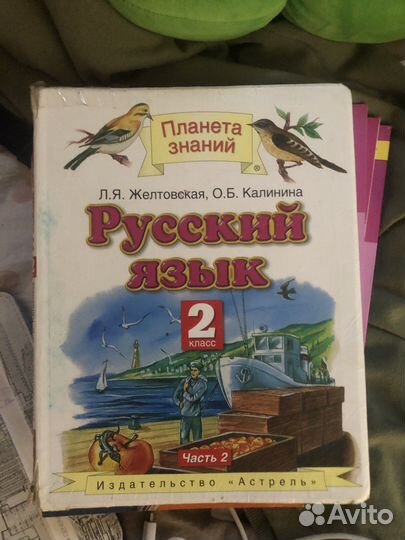 Планета
знаний
®
Л.Я. Желтовская, О.Б. Калинина
Русский
язык
2
класс
Часть 2
Издательство «Астрель»
Avito